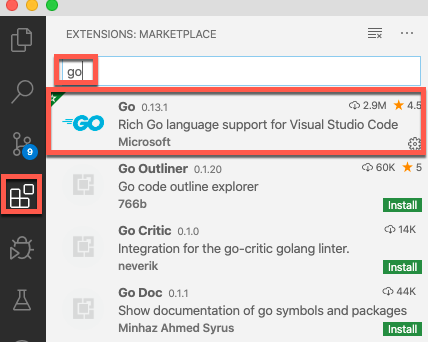 EXTENSIONS: MARKETPLACE
go
Go 0.13.1 2.9M 4.5
GO
Rich Go language support for Visual Studio Code
Microsoft
9
Go Outliner 0.1.20 60K 5
Go code outline explorer
766b Install
Go Critic 0.1.0 14K
Integration for the go-critic golang linter.
neverik Install
Go Doc 0.1.1 44K
Show documentation of go symbols and packages
Minhaz Ahmed Syrus Install